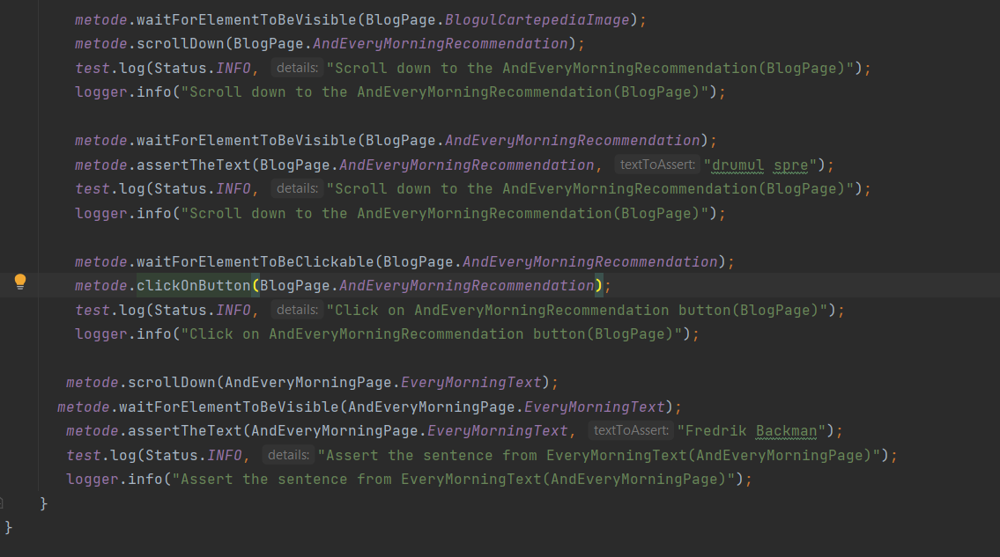 metode.waitForElementToBeVisible(BlogPage.BlogulCartepediaImage);
metode.scrollDown(BlogPage.AndEveryMorningRecommendation);
test.log(Status.INFO, details: "Scroll down to the AndEveryMorningRecommendation(BlogPage)");
logger.info("Scroll down to the AndEveryMorningRecommendation(BlogPage)");
metode.waitForElementToBeVisible(BlogPage.AndEveryMorningRecommendation);
metode.assertTheText(BlogPage.AndEveryMorningRecommendation, textToAssert: "drumul spre");
test.log(Status.INFO, details: "Scroll down to the AndEveryMorningRecommendation(BlogPage)");
logger.info("Scroll down to the AndEveryMorningRecommendation(BlogPage)");
metode.waitForElementToBeClickable(BlogPage.AndEveryMorningRecommendation);
metode.clickOnButton(BlogPage.AndEveryMorningRecommendation);
test.log(Status.INFO, details: "Click on AndEveryMorningRecommendation button(BlogPage)");
logger.info("Click on AndEveryMorningRecommendation button(BlogPage)");
metode.scrollDown(AndEveryMorningPage.EveryMorningText);
metode.waitForElementToBeVisible(AndEveryMorningPage.EveryMorningText);
metode.assertTheText(AndEveryMorningPage.EveryMorningText, textToAssert: "Fredrik Backman");
test.log(Status.INFO, details: "Assert the sentence from EveryMorningText(AndEveryMorningPage)");
logger.info("Assert the sentence from EveryMorningText(AndEveryMorningPage)");
}
}